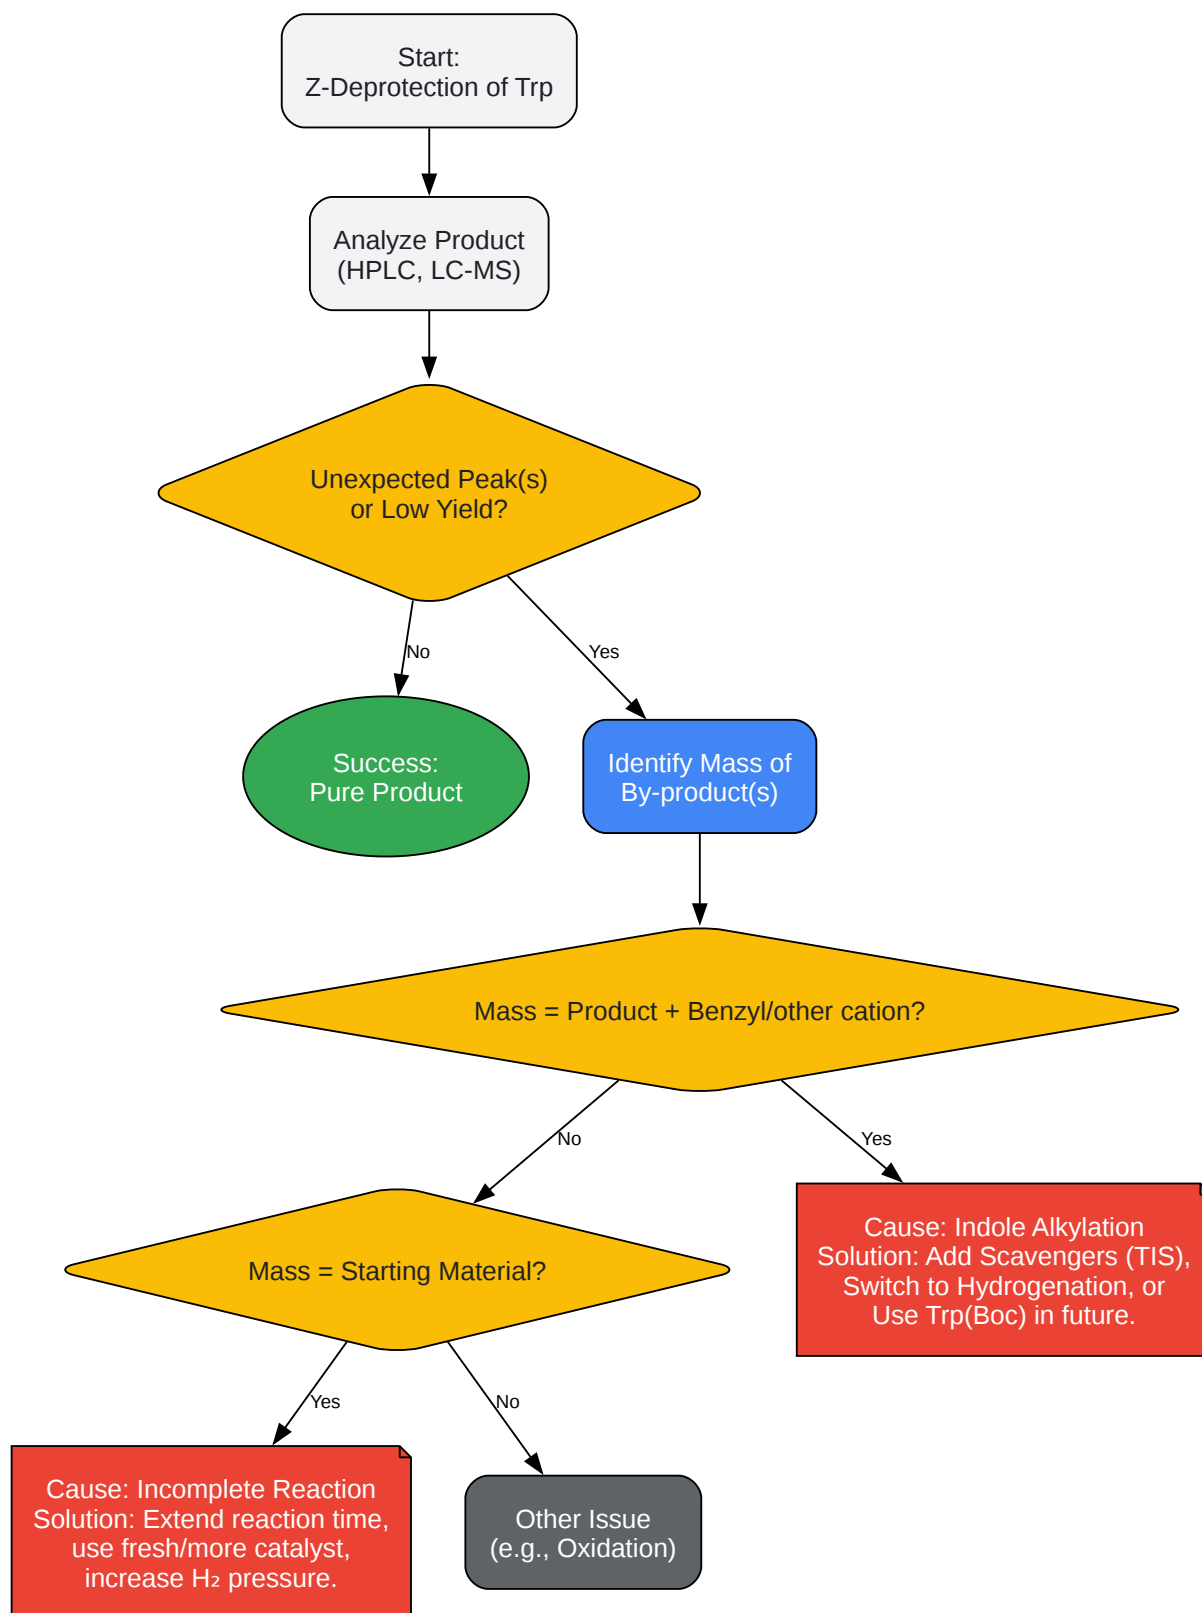 Start:
Z-Deprotection of Trp
Analyze Product
(HPLC, LC-MS)
Unexpected Peak(s)
or Low Yield?
No
Yes
Success:
Pure Product
Identify Mass of
By-product(s)
Mass = Product + Benzyl/other cation?
No
Yes
Cause: Indole Alkylation
Solution: Add Scavengers (TIS),
Switch to Hydrogenation, or
Use Trp(Boc) in future.
Mass = Starting Material?
Yes
No
Cause: Incomplete Reaction
Solution: Extend reaction time,
use fresh/more catalyst,
increase H₂ pressure.
Other Issue
(e.g., Oxidation)